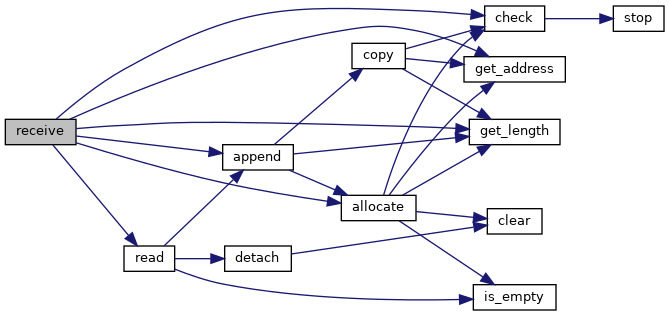 receive
read
append
detach
copy
allocate
check
get_address
get_length
clear
is_empty
stop